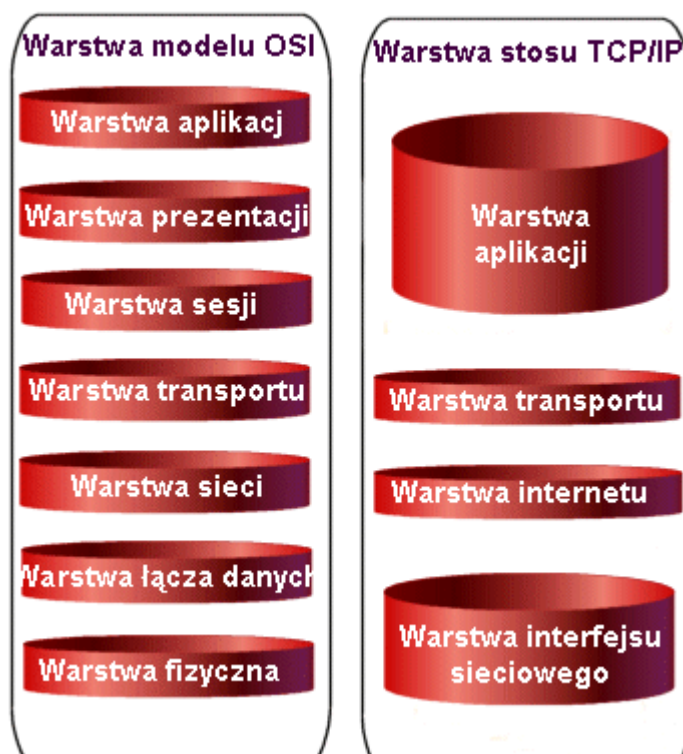 Warstwa modelu OSI
Warstwa aplikacj
Warstwa prezentacji
Warstwa sesji
Warstwa transportu
Warstwa sieci
Warstwa łącza danych
Warstwa fizyczna
Warstwa stosu TCP/IP
Warstwa
aplikacji
Warstwa transportu
Warstwa internetu
Warstwa interfejsu
sieciowego